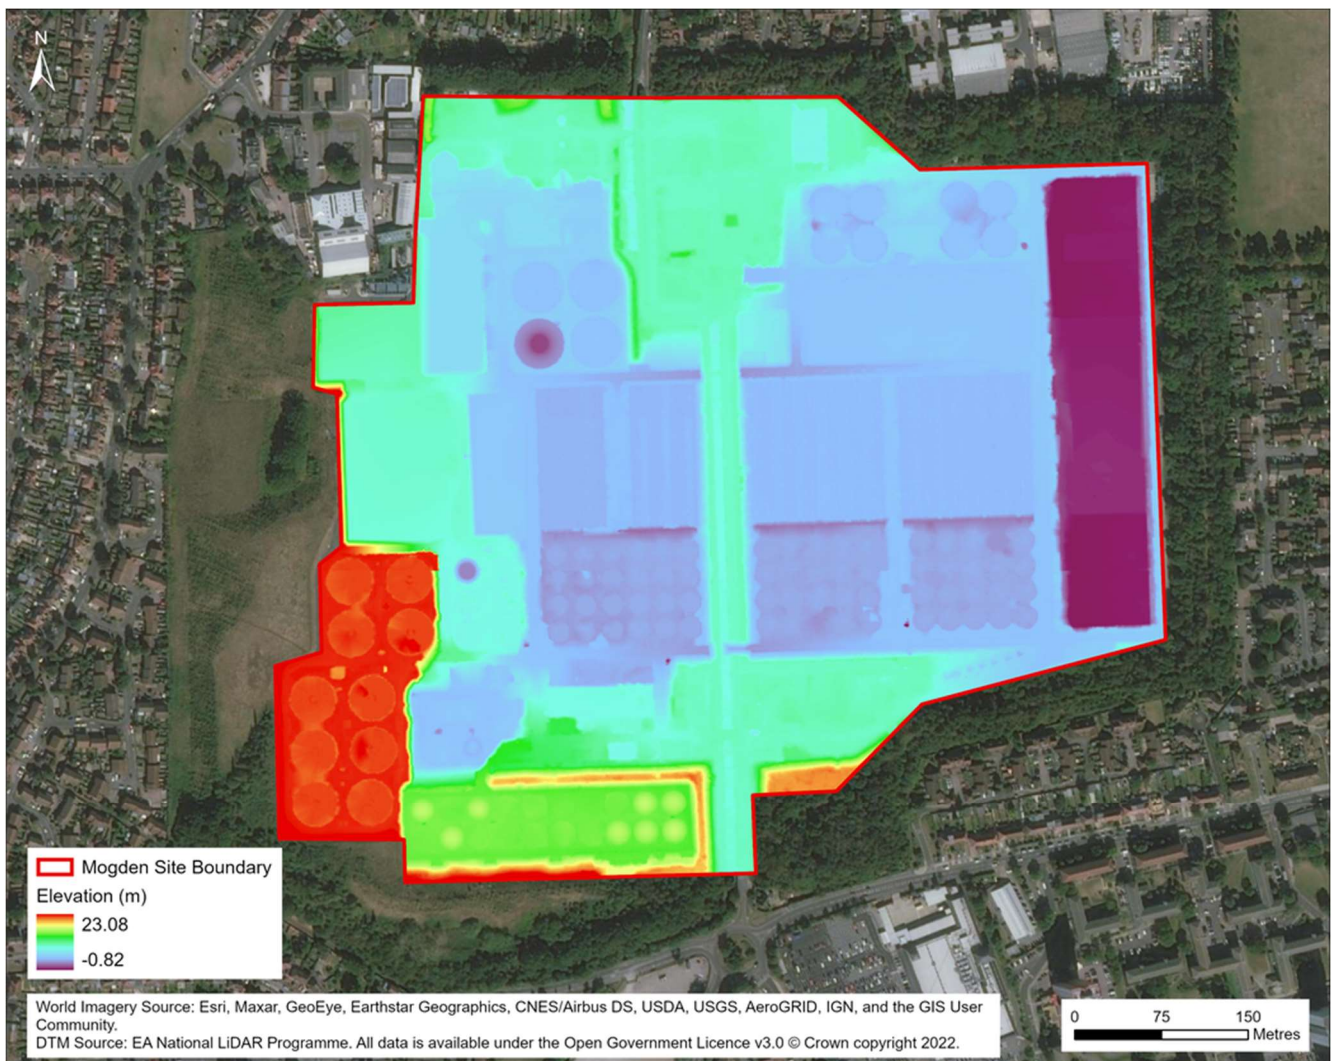 N
Mogden Site Boundary
Elevation (m)
23.08
-0.82
World Imagery Source: Esri, Maxar, GeoEye, Earthstar Geographics, CNES/Airbus DS, USDA, USGS, AeroGRID, IGN, and the GIS User
Community.
DTM Source: EA National LiDAR Programme. All data is available under the Open Government Licence v3.0 © Crown copyright 2022.
0 75 150
Metres